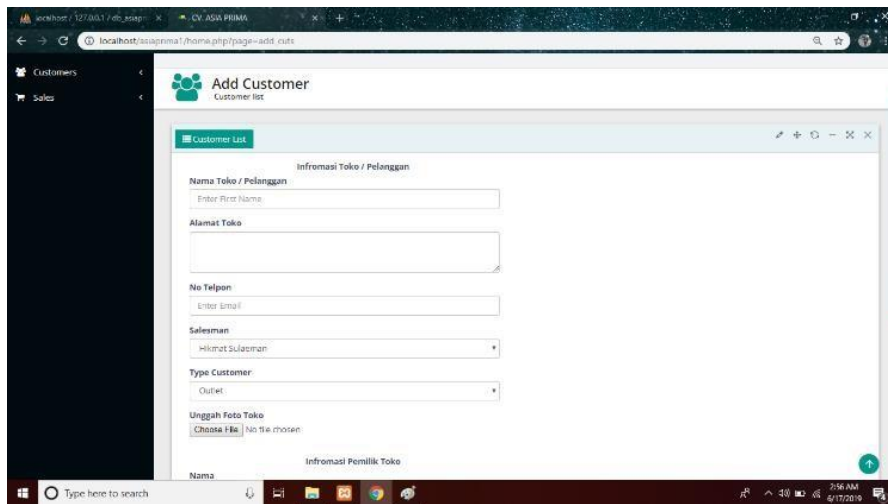 localhost / 127.0.0.1 / db_asiapr
CV. ASIA PRIMA
localhost/asiaprima1/home.php?page=add_cuts
Customers
Sales
Add Customer
Customer list
Customer List
Infromasi Toko / Pelanggan
Nama Toko / Pelanggan
Enter First Name
Alamat Toko
No Telpon
Enter Email
Salesman
Hikmat Sulaeman
Type Customer
Outlet
Unggah Foto Toko
Choose File No file chosen
Infromasi Pemilik Toko
Nama
Type here to search
2:56 AM
6/17/2019